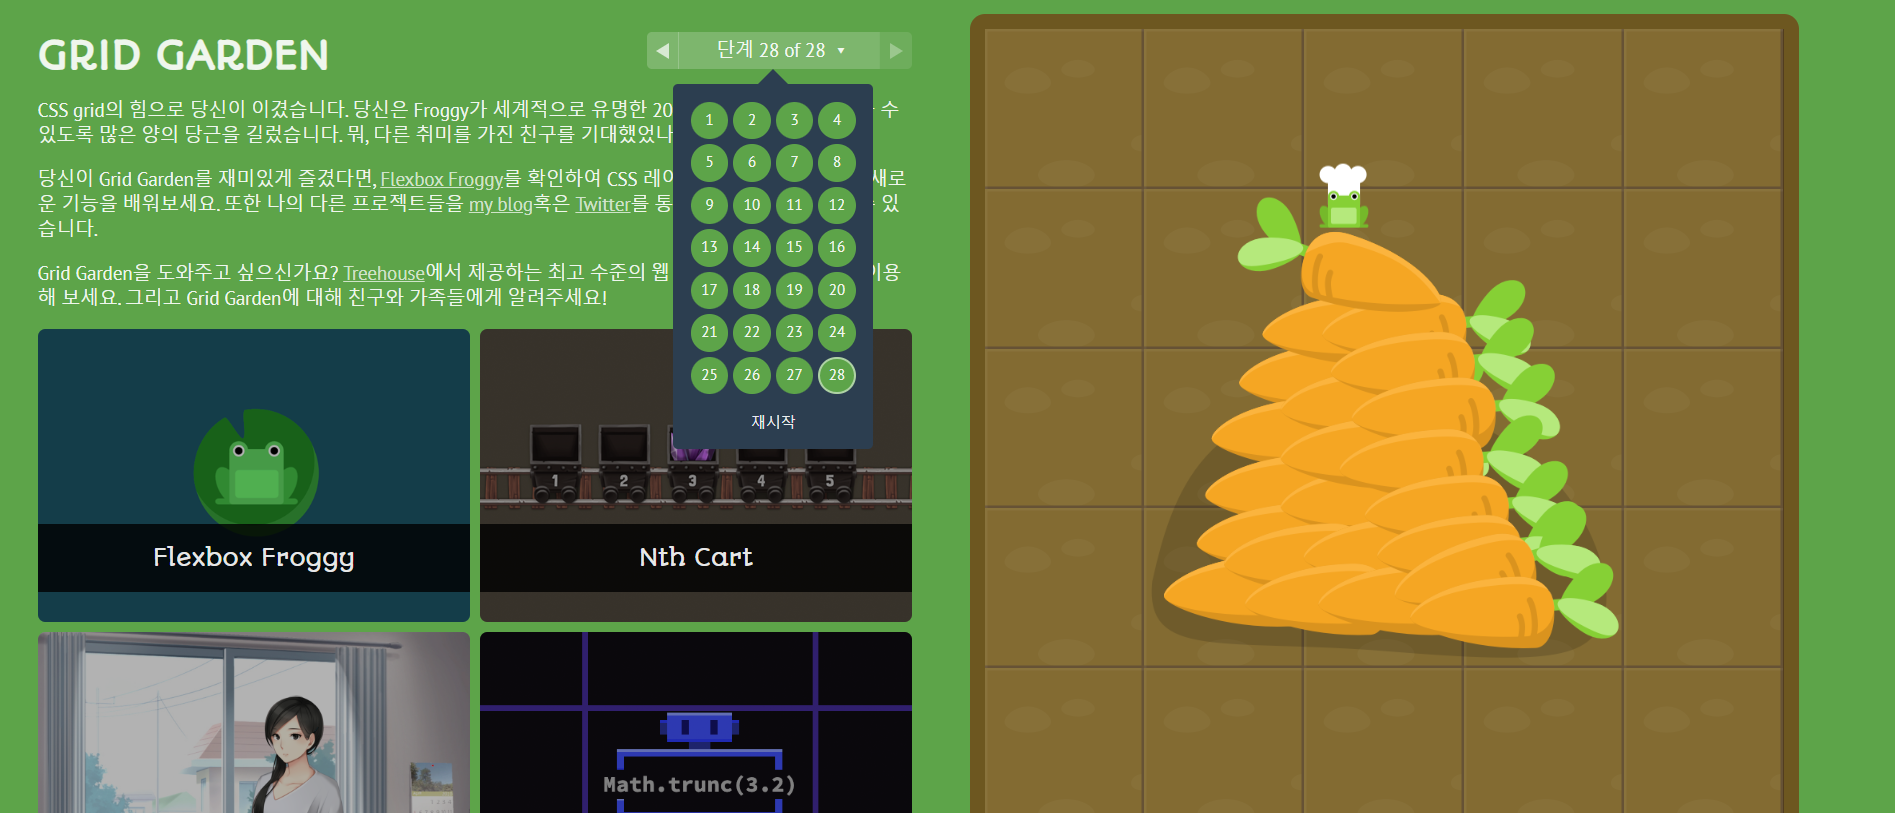 GRID GARDEN
단계 28 of 28
CSS grid의 힘으로 당신이 이겼습니다. 당신은 Froggy가 세계적으로 유명한 20 수
있도록 많은 양의 당근을 길렀습니다. 뭐, 다른 취미를 가진 친구를 기대했었나
당신이 Grid Garden를 재미있게 즐겼다면, Flexbox Froggy를 확인하여 CSS 레이 새로
운 기능을 배워보세요. 또한 나의 다른 프로젝트들을 my blog혹은 Twitter를 통 있
습니다.
Grid Garden을 도와주고 싶으신가요? Treehouse에서 제공하는 최고 수준의 웹 이용
해 보세요. 그리고 Grid Garden에 대해 친구와 가족들에게 알려주세요!
1 2 3 4
5 6 7 8
9 10 11 12
13 14 15 16
17 18 19 20
21 22 23 24
25 26 27 28
재시작
1 2 3 4 5
Flexbox Froggy
Nth Cart
Math.trunc(3.2)